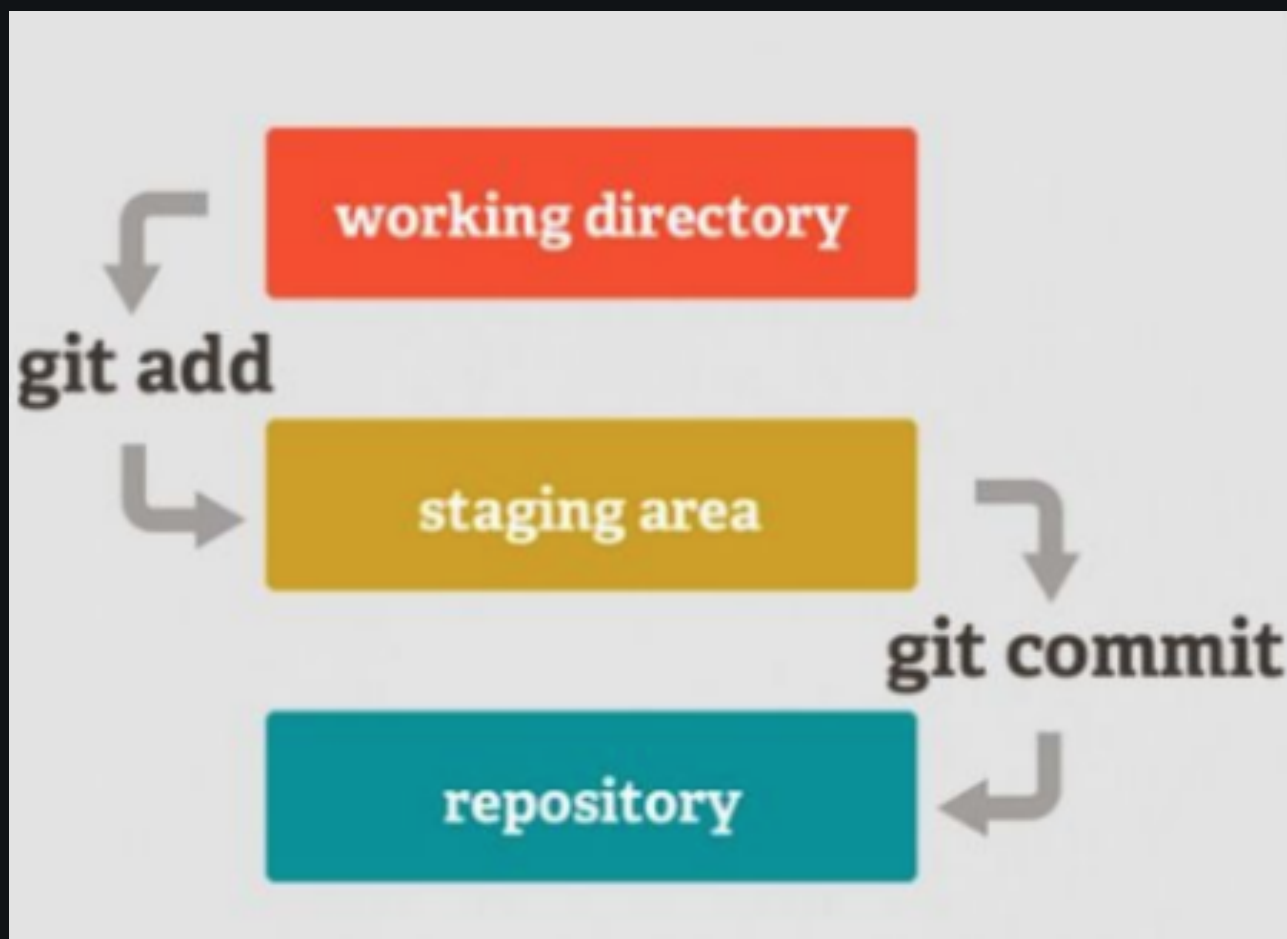 working directory
git add
staging area
git commit
repository